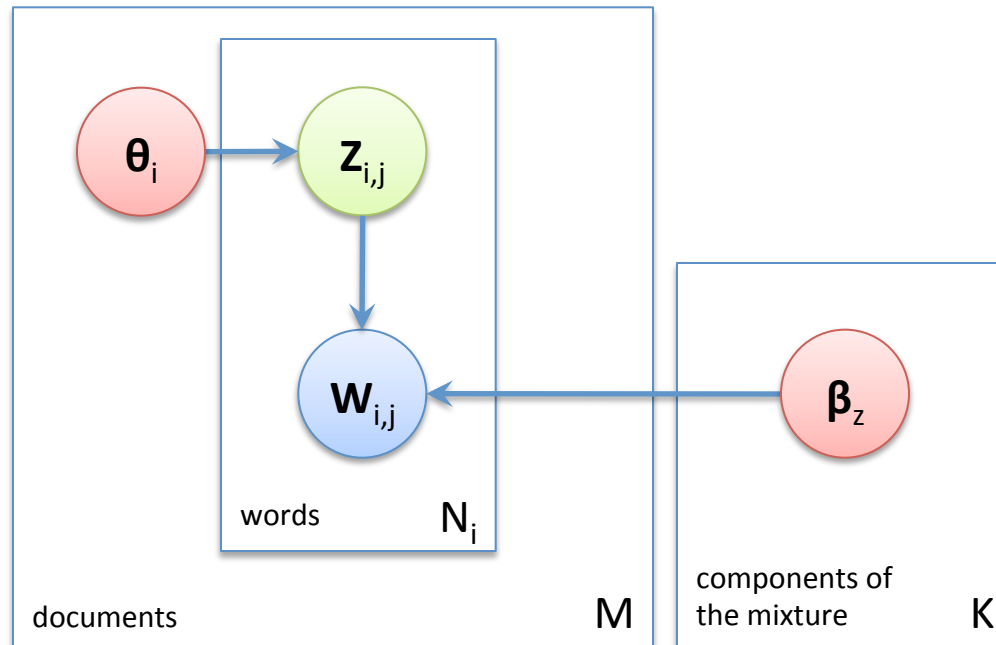 θi
Zi,j
Wi,j
βz
words
Ni
documents
M
components of
the mixture
K